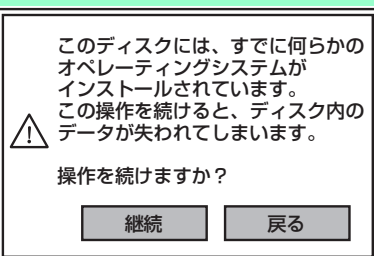 このディスクには、すでに何らかの
オペレーティングシステムが
インストールされています。
この操作を続けると、ディスク内の
データが失われてしまいます。
操作を続けますか？
継続
戻る